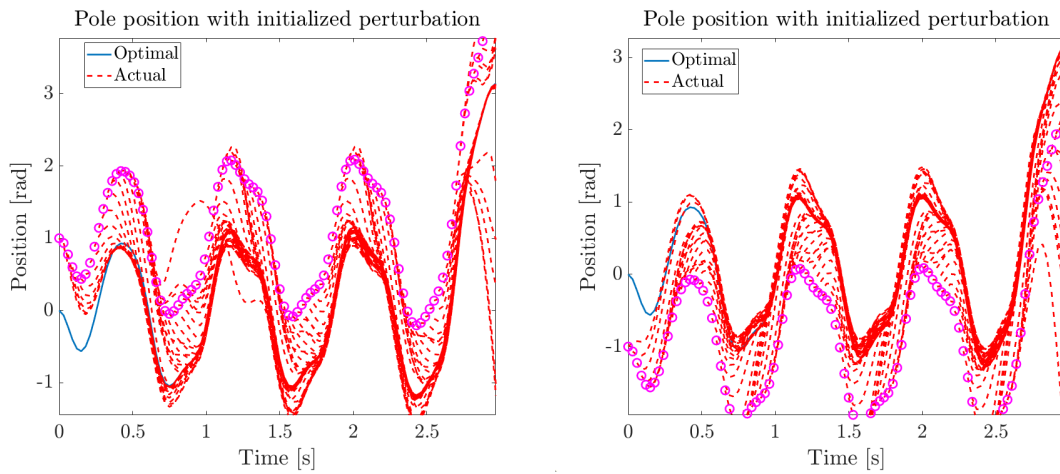 Pole position with initialized perturbation
Optimal
Actual
Position [rad]
3
2
1
0
-1
0
0.5
1
1.5
2
2.5
Time [s]
Pole position with initialized perturbation
Optimal
Actual
Position [rad]
3
2
1
0
-1
0
0.5
1
1.5
2
2.5
Time [s]